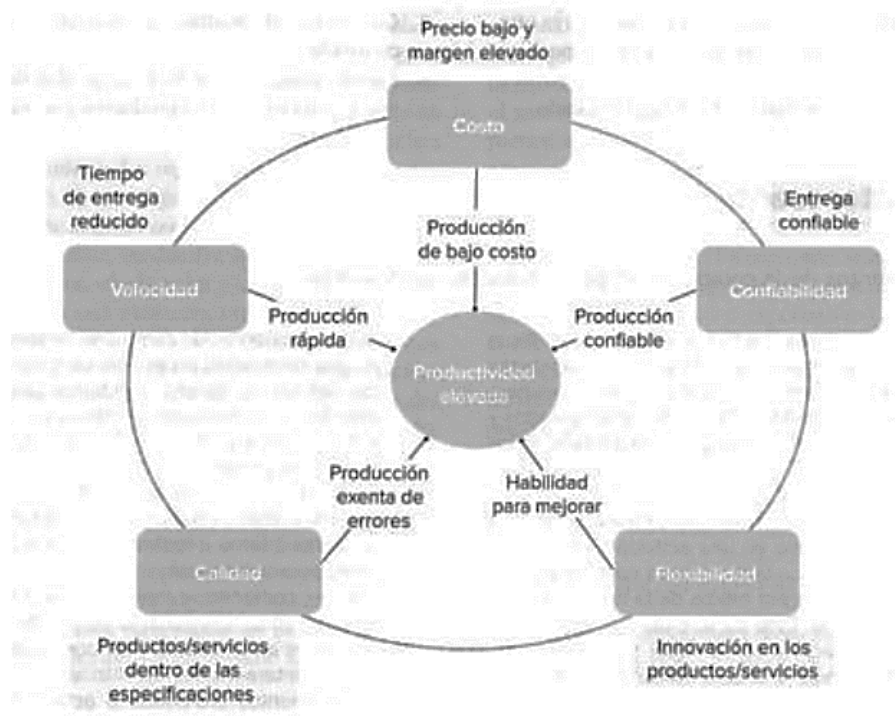 Precio bajo y
margen elevado
Costo
Tiempo
de entrega
reducido
Entrega
confiable
Producción
de bajo costo
Velocidad
Confiabilidad
Producción
rápida
Producción
confiable
Productividad
elevada
Producción
exenta de
errores
Habilidad
para mejorar
Calidad
Flexibilidad
Productos/servicios
dentro de las
especificaciones
Innovación en los
productos/servicios